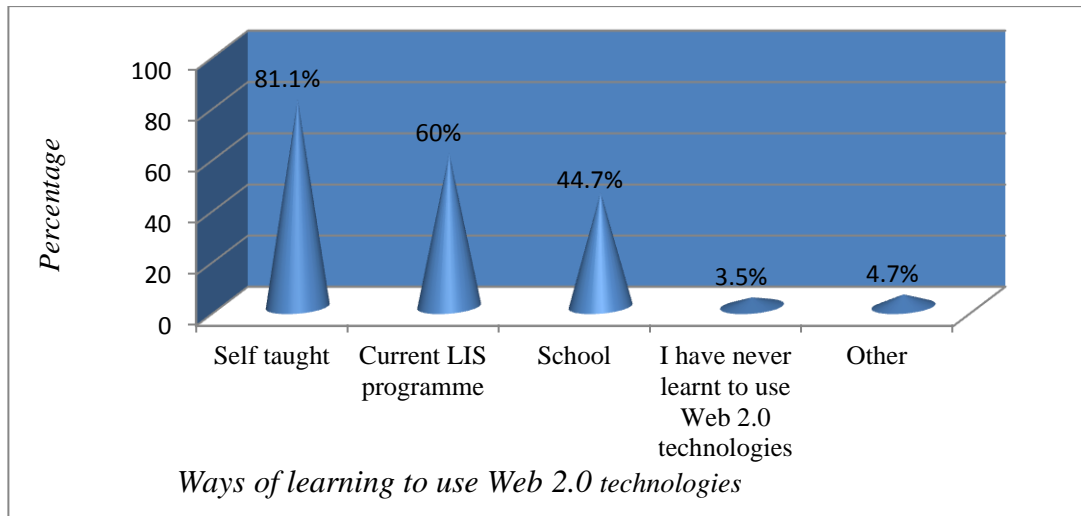 100
80
60
40
20
0
Percentage
81.1%
60%
44.7%
3.5%
4.7%
Self taught
Current LIS
programme
School
I have never
learnt to use
Web 2.0
technologies
Other
Ways of learning to use Web 2.0 technologies